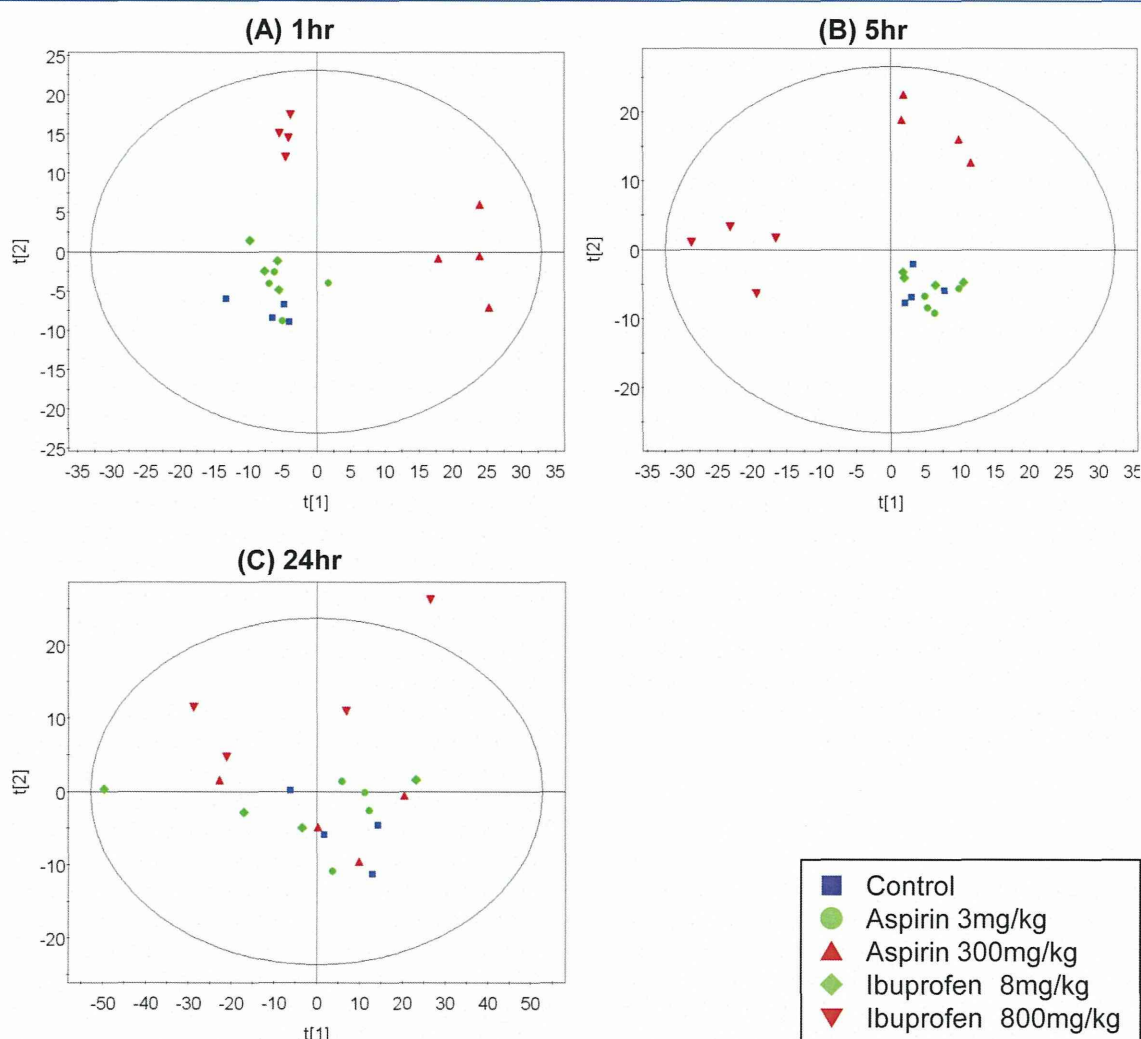 (A) 1hr
25
20
15
10
5
0
-5
-10
-15
-20
-25
t[2]
-35 -30 -25 -20 -15 -10 -5 0 5 10 15 20 25 30 35
t[1]
(B) 5hr
20
10
0
-10
-20
t[2]
-35 -30 -25 -20 -15 -10 -5 0 5 10 15 20 25 30 35
t[1]
(C) 24hr
20
10
0
-10
-20
t[2]
-50 -40 -30 -20 -10 0 10 20 30 40 50
t[1]
Control
Aspirin 3mg/kg
Aspirin 300mg/kg
Ibuprofen 8mg/kg
Ibuprofen 800mg/kg